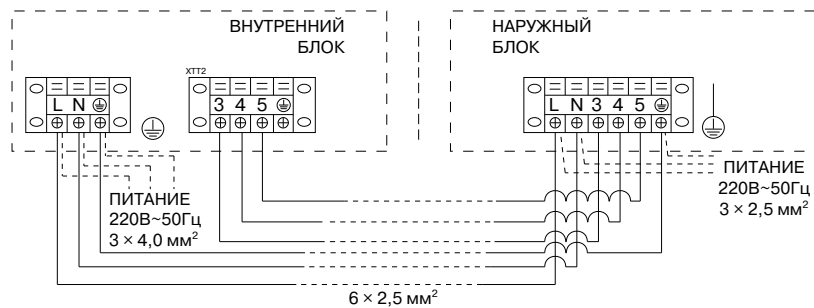 ВНУТРЕННИЙ
БЛОК
НАРУЖНЫЙ
БЛОК
XTT2
L N
3 4 5
L N 3 4 5
ПИТАНИЕ
220В~50Гц
3 × 4,0 мм²
ПИТАНИЕ
220В~50Гц
3 × 2,5 мм²
6 × 2,5 мм²